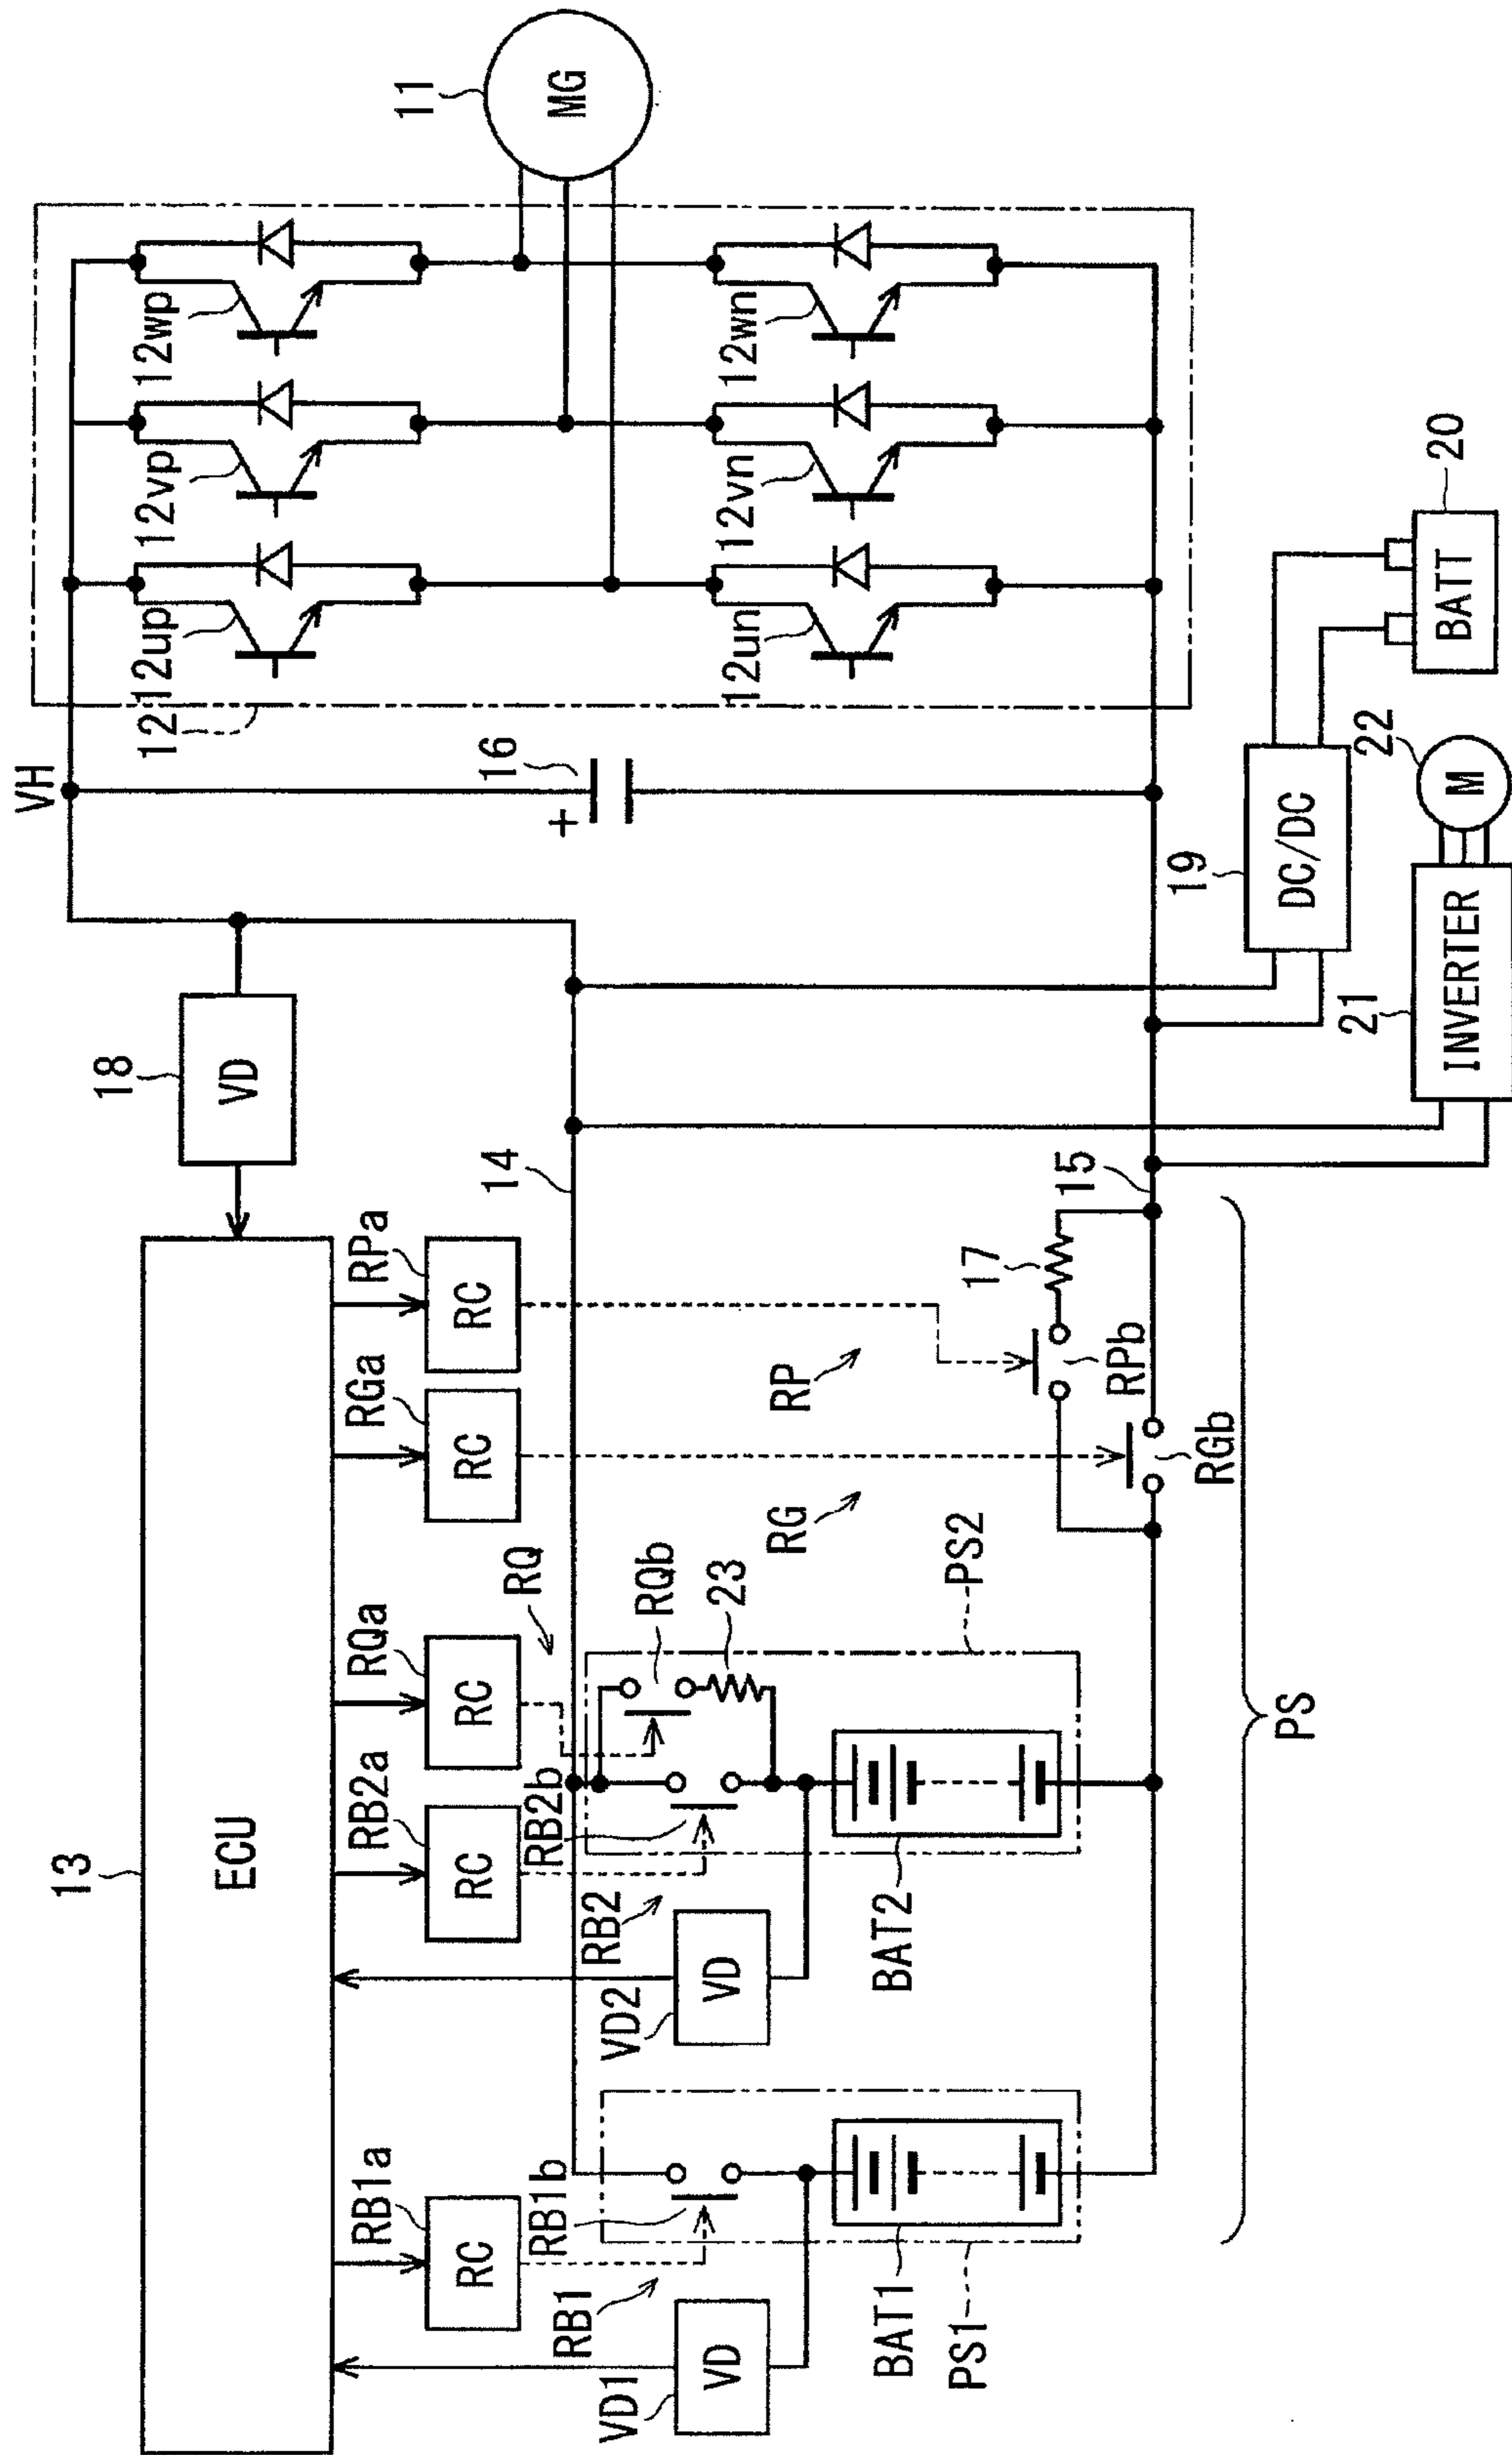 13
ECU
18
VD
VH
11
MG
12
12up
12vp
12wp
12un
12vn
12wn
16
+
RB1a
RC
RB2a
RC
RQa
RC
RGa
RC
RPa
RC
14
RQ
RQb
23
RB1b
RB1
RB2b
RB2
VD1
VD
VD2
VD
BAT1
PS1
BAT2
PS2
RG
RP
17
RPb
RGb
15
PS
19
DC/DC
20
BATT
21
INVERTER
22
M